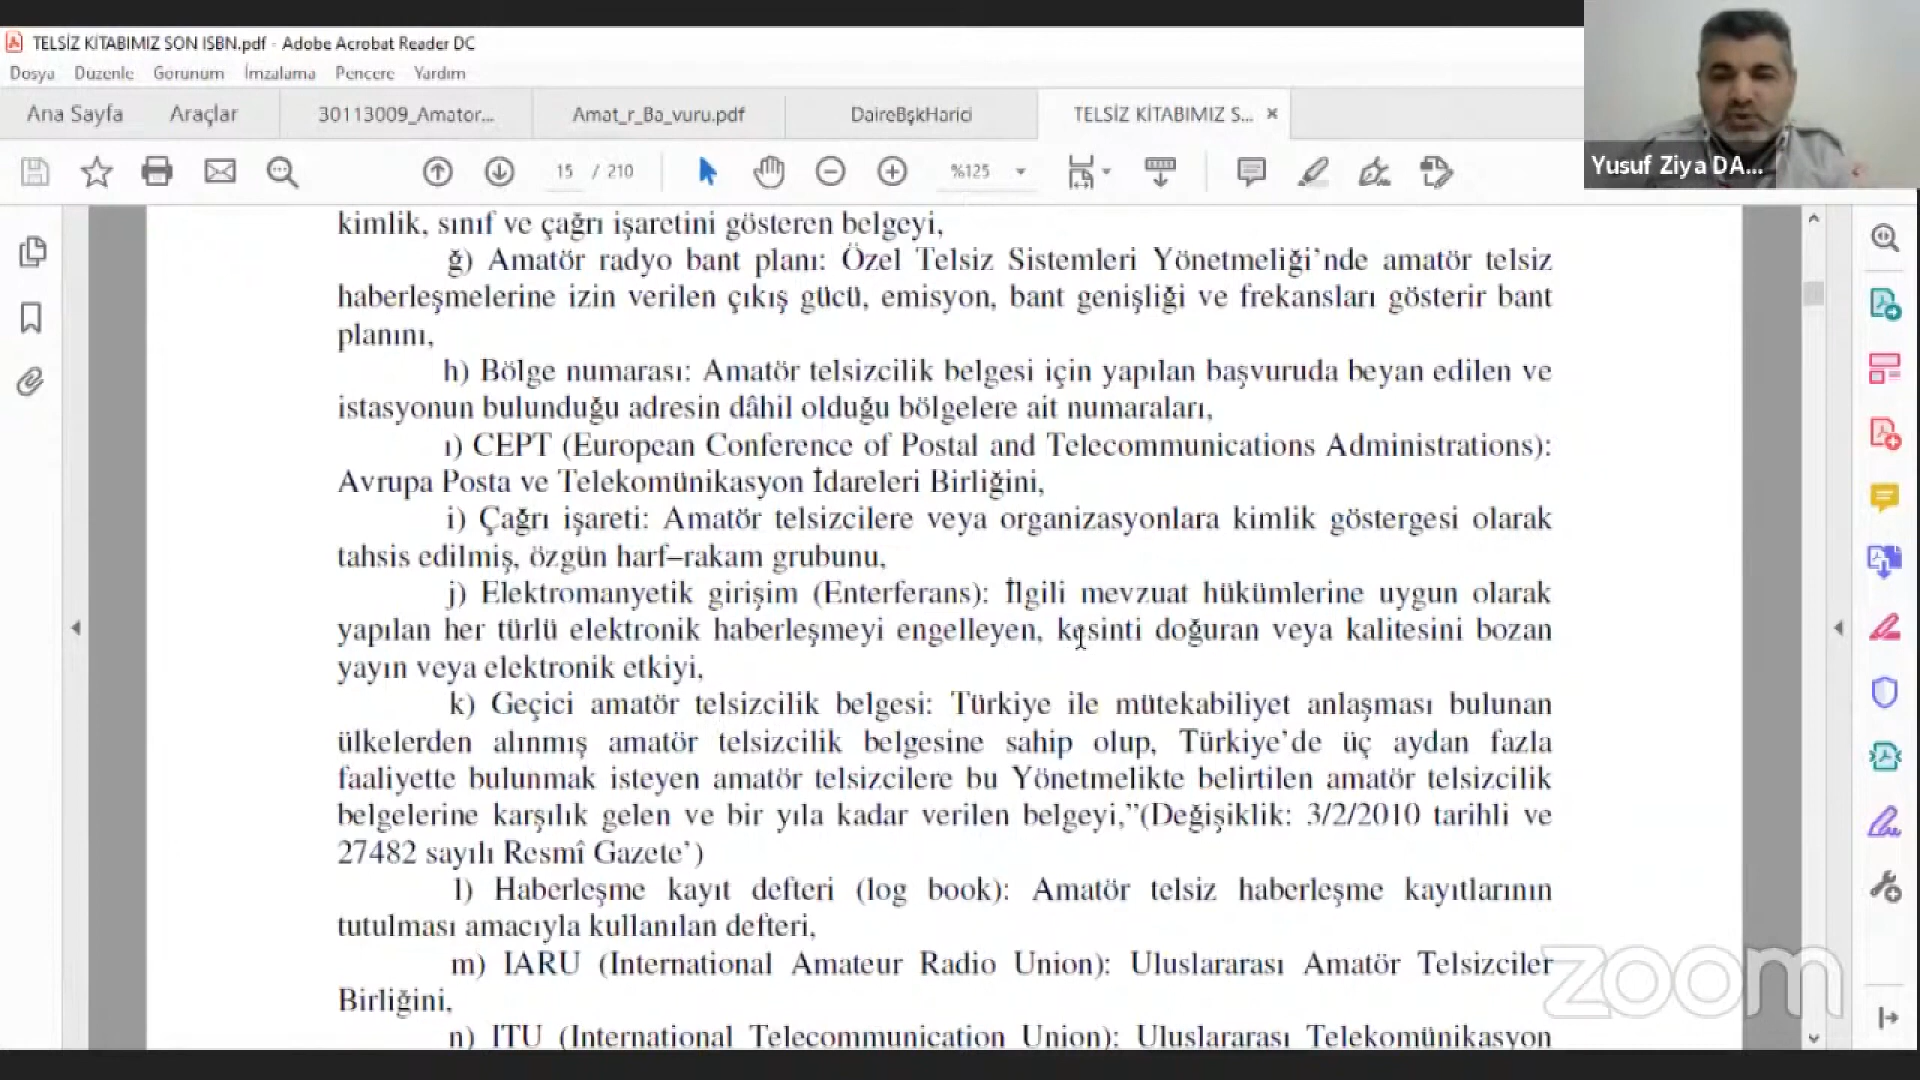 TELSİZ KİTABIMIZ SON ISBN.pdf - Adobe Acrobat Reader DC
Dosya Düzenle Görünüm İmzalama Pencere Yardım
Ana Sayfa Araçlar 30113009_Amator... Amat_r_Ba_vuru.pdf DaireBşkHarici TELSİZ KİTABIMIZ S...
15 / 210 %125
Yusuf Ziya DA...
kimlik, sınıf ve çağrı işaretini gösteren belgeyi,
ğ) Amatör radyo bant planı: Özel Telsiz Sistemleri Yönetmeliği’nde amatör telsiz
haberleşmelerine izin verilen çıkış gücü, emisyon, bant genişliği ve frekansları gösterir bant
planını,
h) Bölge numarası: Amatör telsizcilik belgesi için yapılan başvuruda beyan edilen ve
istasyonun bulunduğu adresin dâhil olduğu bölgelere ait numaraları,
ı) CEPT (European Conference of Postal and Telecommunications Administrations):
Avrupa Posta ve Telekomünikasyon İdareleri Birliğini,
i) Çağrı işareti: Amatör telsizcilere veya organizasyonlara kimlik göstergesi olarak
tahsis edilmiş, özgün harf–rakam grubunu,
j) Elektromanyetik girişim (Enterferans): İlgili mevzuat hükümlerine uygun olarak
yapılan her türlü elektronik haberleşmeyi engelleyen, kesinti doğuran veya kalitesini bozan
yayın veya elektronik etkiyi,
k) Geçici amatör telsizcilik belgesi: Türkiye ile mütekabiliyet anlaşması bulunan
ülkelerden alınmış amatör telsizcilik belgesine sahip olup, Türkiye’de üç aydan fazla
faaliyette bulunmak isteyen amatör telsizcilere bu Yönetmelikte belirtilen amatör telsizcilik
belgelerine karşılık gelen ve bir yıla kadar verilen belgeyi,”(Değişiklik: 3/2/2010 tarihli ve
27482 sayılı Resmî Gazete’)
l) Haberleşme kayıt defteri (log book): Amatör telsiz haberleşme kayıtlarının
tutulması amacıyla kullanılan defteri,
m) IARU (International Amateur Radio Union): Uluslararası Amatör Telsizciler
Birliğini,
n) ITU (International Telecommunication Union): Uluslararası Telekomünikasyon
zoom